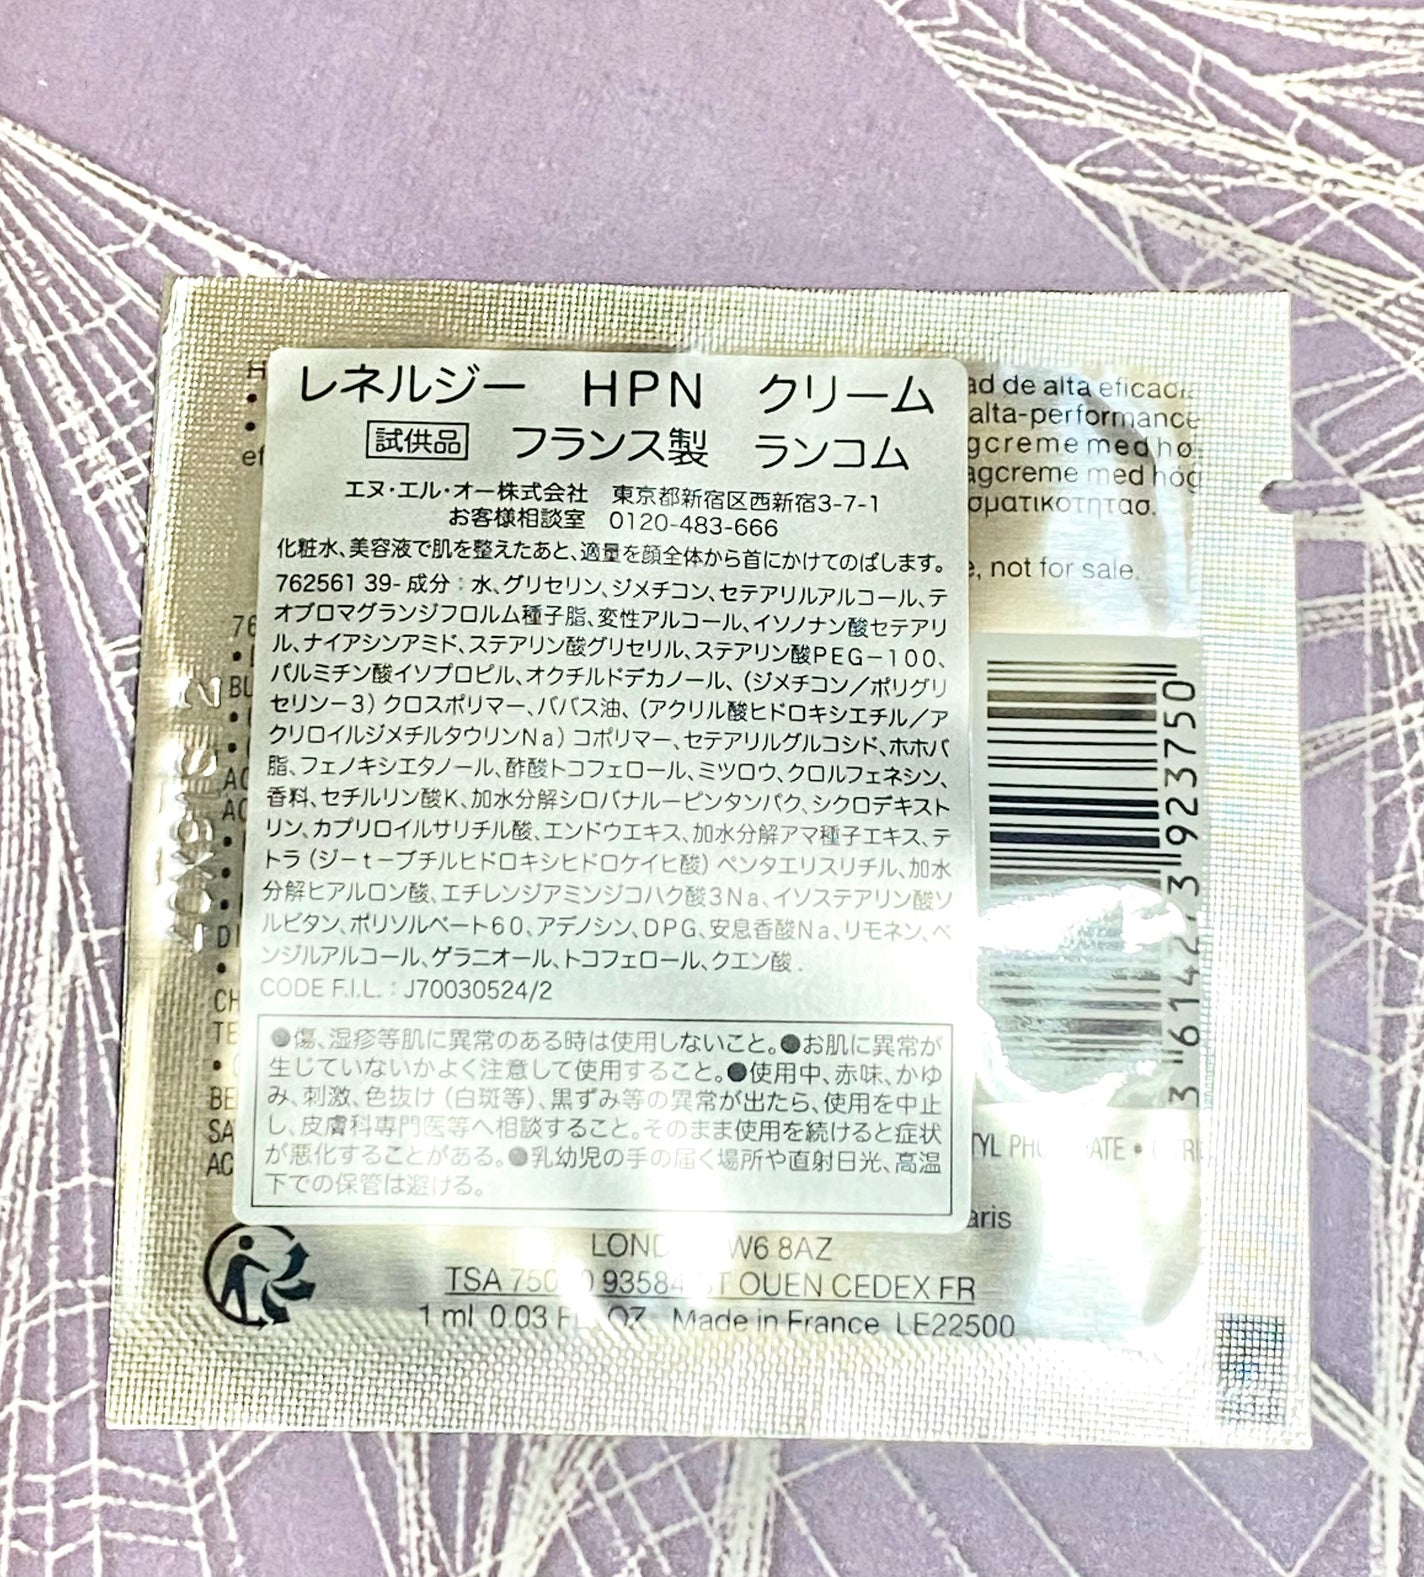 レネルジー HPN クリーム
試供品 フランス製 ランコム
エヌ・エル・オー株式会社 東京都新宿区西新宿3-7-1
お客様相談室 0120-483-666
化粧水、美容液で肌を整えたあと、適量を顔全体から首にかけてのばします。
762561 39- 成分：水、グリセリン、ジメチコン、セテアリルアルコール、テ
オブロマグランジフロルム種子脂、変性アルコール、イソノナン酸セテアリ
ル、ナイアシンアミド、ステアリン酸グリセリル、ステアリン酸PEG－100、
パルミチン酸イソプロピル、オクチルドデカノール、（ジメチコン／ポリグリ
セリン－3）クロスポリマー、ババス油、（アクリル酸ヒドロキシエチル／ア
クリロイルジメチルタウリンNa）コポリマー、セテアリルグルコシド、ホホバ
脂、フェノキシエタノール、酢酸トコフェロール、ミツロウ、クロルフェネシン、
香料、セチルリン酸K、加水分解シロバナルーピンタンパク、シクロデキスト
リン、カプリロイルサリチル酸、エンドウエキス、加水分解アマ種子エキス、テ
トラ（ジ－t－ブチルヒドロキシヒドロケイヒ酸）ペンタエリスリチル、加水
分解ヒアルロン酸、エチレンジアミンジコハク酸3Na、イソステアリン酸ソ
ルビタン、ポリソルベート60、アデノシン、DPG、安息香酸Na、リモネン、ベ
ンジルアルコール、ゲラニオール、トコフェロール、クエン酸
CODE F.I.L.：J70030524/2
●傷、湿疹等肌に異常のある時は使用しないこと。●お肌に異常が
生じていないかよく注意して使用すること。●使用中、赤味、かゆ
み、刺激、色抜け（白斑等）、黒ずみ等の異常が出たら、使用を中止
し、皮膚科専門医等へ相談すること。そのまま使用を続けると症状
が悪化することがある。●乳幼児の手の届く場所や直射日光、高温
下での保管は避ける。
ad de alta eficacia
alta-performance
gcreme med hø
agcreme med hög
σματικότητασ.
, not for sale.
3 614273 923750
aris
W6 8AZ
TSA 93584 OUEN CEDEX FR
1 ml 0.03 Made in France LE22500